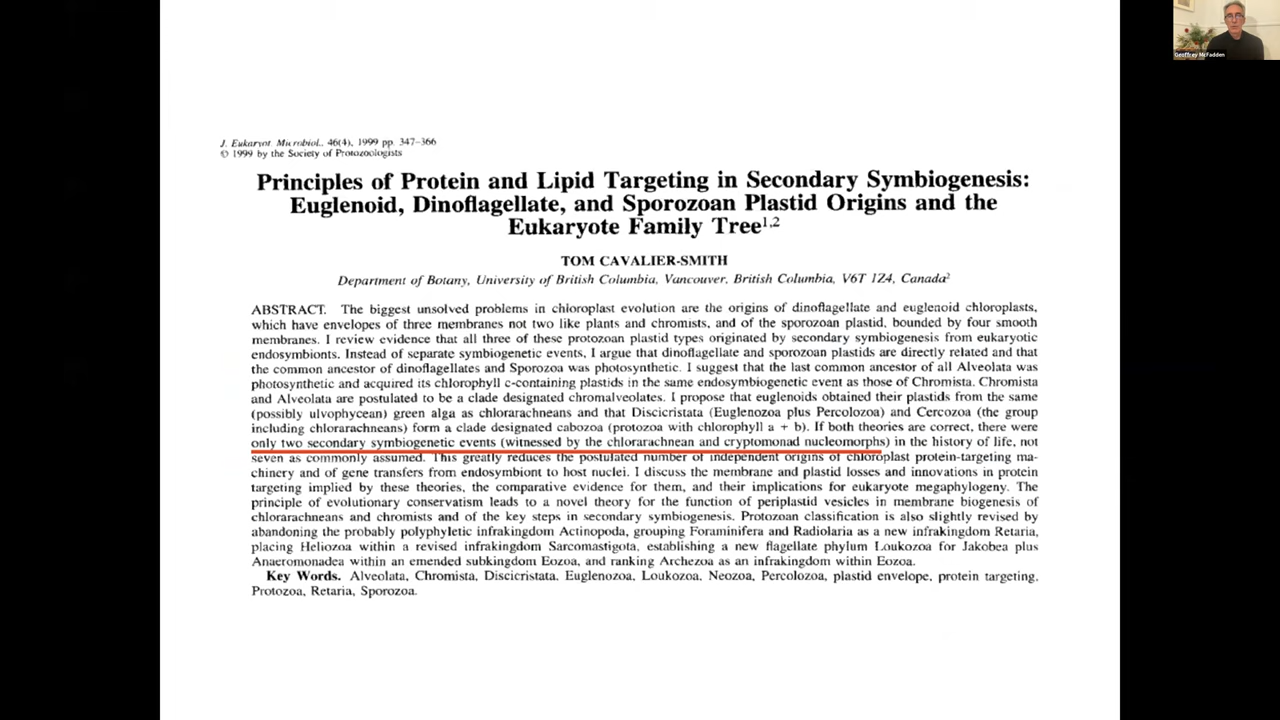 J. Eukaryot. Microbiol., 46(4), 1999 pp. 347–366
© 1999 by the Society of Protozoologists
Principles of Protein and Lipid Targeting in Secondary Symbiogenesis:
Euglenoid, Dinoflagellate, and Sporozoan Plastid Origins and the
Eukaryote Family Tree1,2
TOM CAVALIER-SMITH
Department of Botany, University of British Columbia, Vancouver, British Columbia, V6T 1Z4, Canada2
ABSTRACT. The biggest unsolved problems in chloroplast evolution are the origins of dinoflagellate and euglenoid chloroplasts,
which have envelopes of three membranes not two like plants and chromists, and of the sporozoan plastid, bounded by four smooth
membranes. I review evidence that all three of these protozoan plastid types originated by secondary symbiogenesis from eukaryotic
endosymbionts. Instead of separate symbiogenetic events, I argue that dinoflagellate and sporozoan plastids are directly related and that
the common ancestor of dinoflagellates and Sporozoa was photosynthetic. I suggest that the last common ancestor of all Alveolata was
photosynthetic and acquired its chlorophyll c-containing plastids in the same endosymbiogenetic event as those of Chromista. Chromista
and Alveolata are postulated to be a clade designated chromalveolates. I propose that euglenoids obtained their plastids from the same
(possibly ulvophycean) green alga as chlorarachneans and that Discicristata (Euglenozoa plus Percolozoa) and Cercozoa (the group
including chlorarachneans) form a clade designated cabozoa (protozoa with chlorophyll a + b). If both theories are correct, there were
only two secondary symbiogenetic events (witnessed by the chlorarachnean and cryptomonad nucleomorphs) in the history of life, not
seven as commonly assumed. This greatly reduces the postulated number of independent origins of chloroplast protein-targeting ma-
chinery and of gene transfers from endosymbiont to host nuclei. I discuss the membrane and plastid losses and innovations in protein
targeting implied by these theories, the comparative evidence for them, and their implications for eukaryote megaphylogeny. The
principle of evolutionary conservatism leads to a novel theory for the function of periplastid vesicles in membrane biogenesis of
chlorarachneans and chromists and of the key steps in secondary symbiogenesis. Protozoan classification is also slightly revised by
abandoning the probably polyphyletic infrakingdom Actinopoda, grouping Foraminifera and Radiolaria as a new infrakingdom Retaria,
placing Heliozoa within a revised infrakingdom Sarcomastigota, establishing a new flagellate phylum Loukozoa for Jakobea plus
Anaeromonadea within an emended subkingdom Eozoa, and ranking Archezoa as an infrakingdom within Eozoa.
Key Words. Alveolata, Chromista, Discicristata, Euglenozoa, Loukozoa, Neozoa, Percolozoa, plastid envelope, protein targeting,
Protozoa, Retaria, Sporozoa.
Geoffrey McFadden